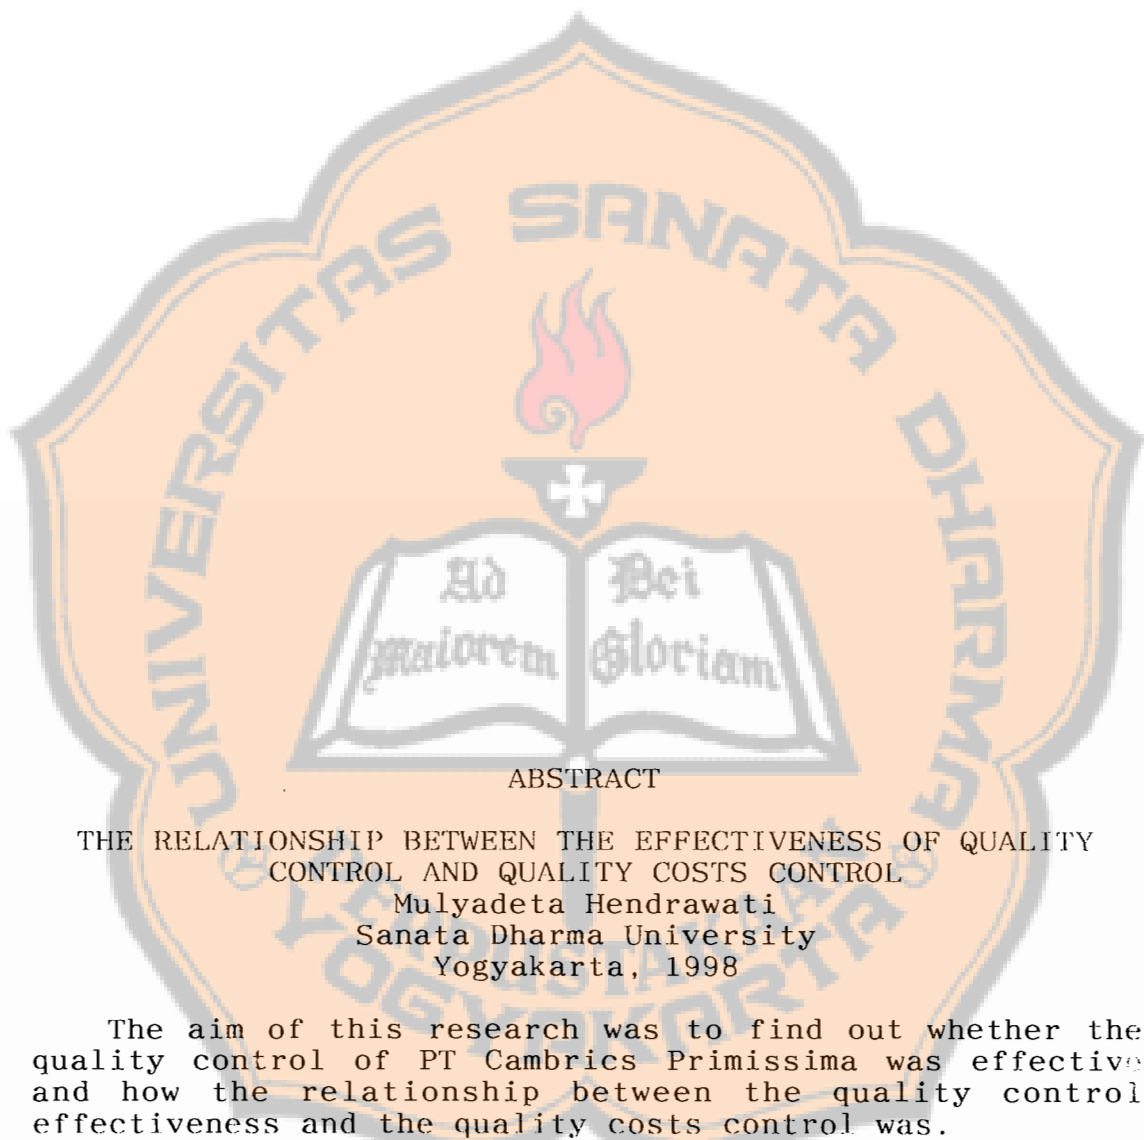 UNIVERSITAS SANATA DHARMA
Ad Dei
Maiorem Gloriam
ABSTRACT
THE RELATIONSHIP BETWEEN THE EFFECTIVENESS OF QUALITY
CONTROL AND QUALITY COSTS CONTROL
Mulyadeta Hendrawati
Sanata Dharma University
Yogyakarta, 1998
PERPUSTAKAAN
YOGYAKARTA
The aim of this research was to find out whether the
quality control of PT Cambrics Primissima was effective
and how the relationship between the quality control
effectiveness and the quality costs control was.